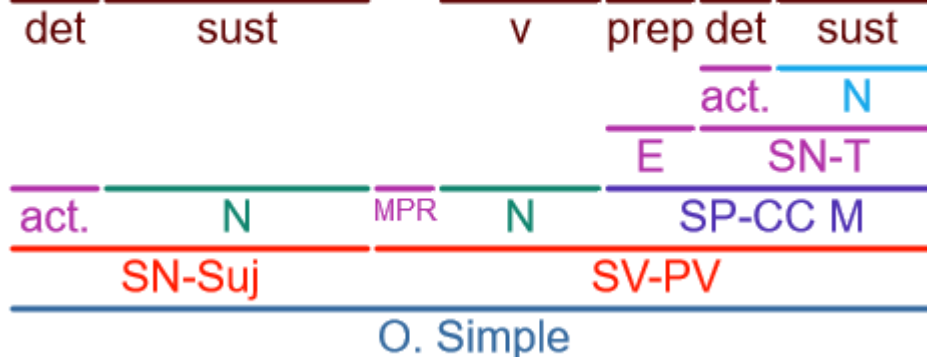 det sust v prep det sust
act. N
E SN-T
act. N MPR N SP-CC M
SN-Suj SV-PV
O. Simple